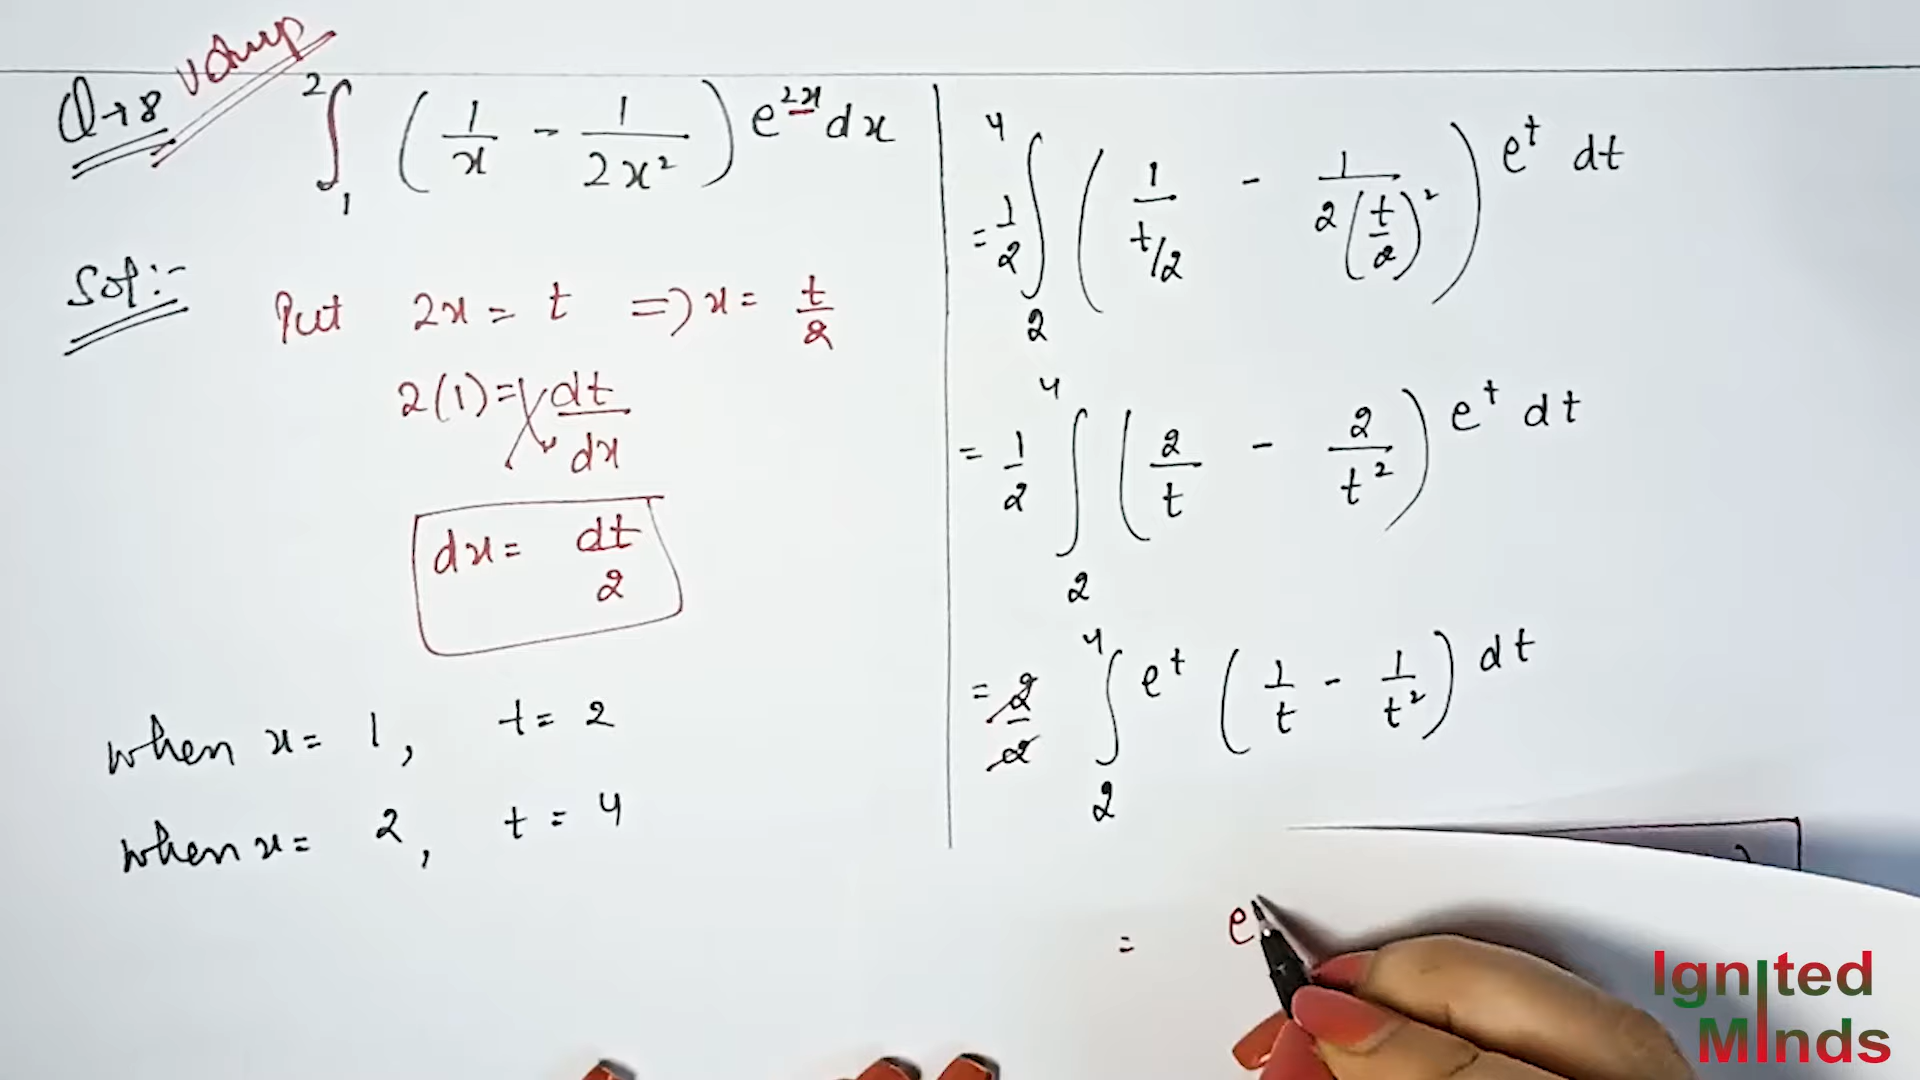 Q→8 v.Imp
∫₁² (1/x - 1/2x²) e^2x dx
Sol:-
Put 2x = t ⇒ x = t/2
2(1) = dt/dx
dx = dt/2
when x = 1, t = 2
when x = 2, t = 4
= 1/2 ∫₂⁴ (1/t/2 - 1/2(t/2)²) e^t dt
= 1/2 ∫₂⁴ (2/t - 2/t²) e^t dt
= 2/2 ∫₂⁴ e^t (1/t - 1/t²) dt
= e
Ignited
Minds